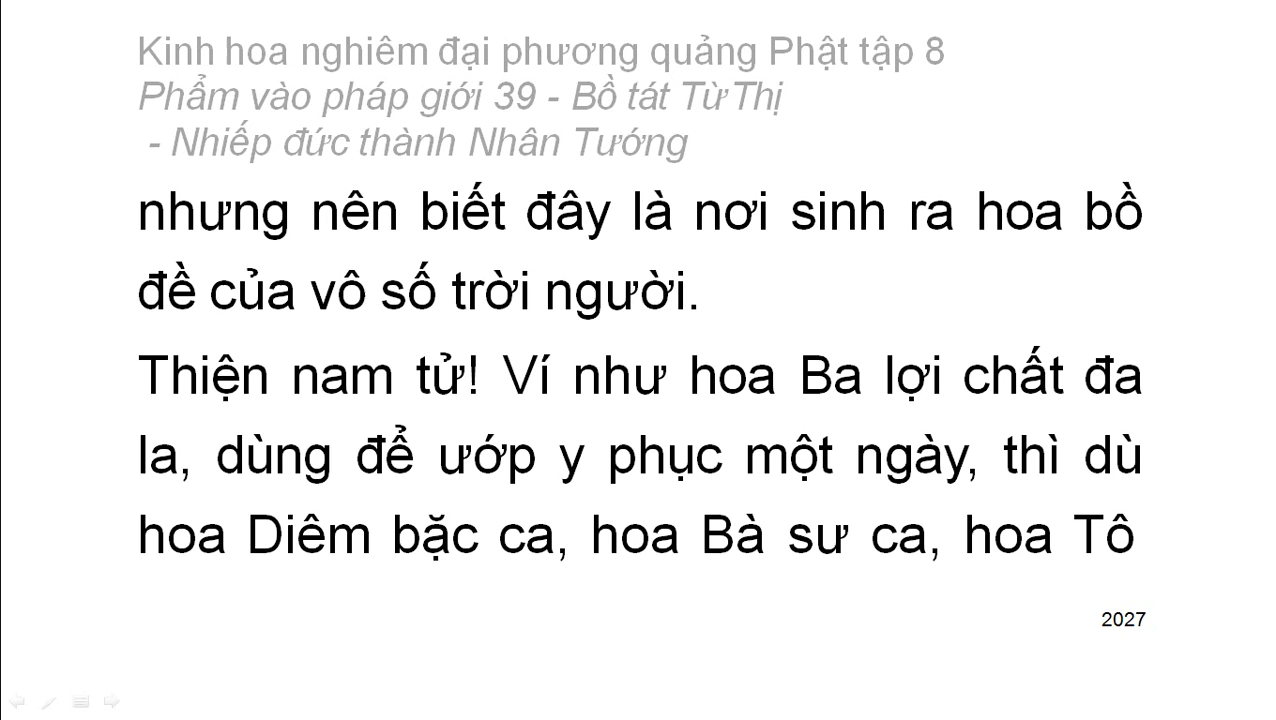 Kinh hoa nghiêm đại phương quảng Phật tập 8
Phẩm vào pháp giới 39 - Bồ tát Từ Thị
- Nhiếp đức thành Nhân Tướng
nhưng nên biết đây là nơi sinh ra hoa bồ
đề của vô số trời người.
Thiện nam tử! Ví như hoa Ba lợi chất đa
la, dùng để ướp y phục một ngày, thì dù
hoa Diêm bặc ca, hoa Bà sư ca, hoa Tô
2027